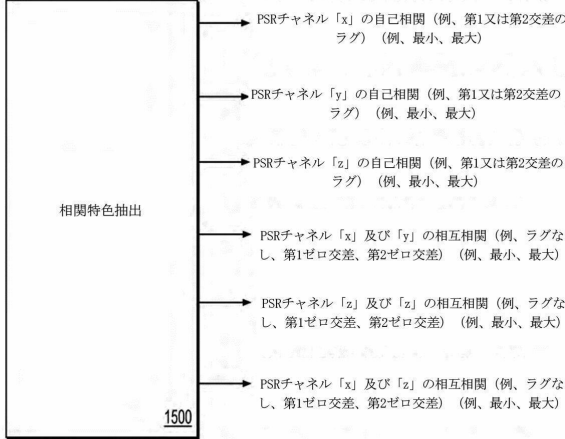 PSRチャネル「x」の自己相関（例、第1又は第2交差の
ラグ）（例、最小、最大）
PSRチャネル「y」の自己相関（例、第1又は第2交差の
ラグ）（例、最小、最大）
PSRチャネル「z」の自己相関（例、第1又は第2交差の
ラグ）（例、最小、最大）
相関特色抽出
PSRチャネル「x」及び「y」の相互相関（例、ラグな
し、第1ゼロ交差、第2ゼロ交差）（例、最小、最大）
PSRチャネル「z」及び「z」の相互相関（例、ラグな
し、第1ゼロ交差、第2ゼロ交差）（例、最小、最大）
PSRチャネル「x」及び「z」の相互相関（例、ラグな
し、第1ゼロ交差、第2ゼロ交差）（例、最小、最大）
1500